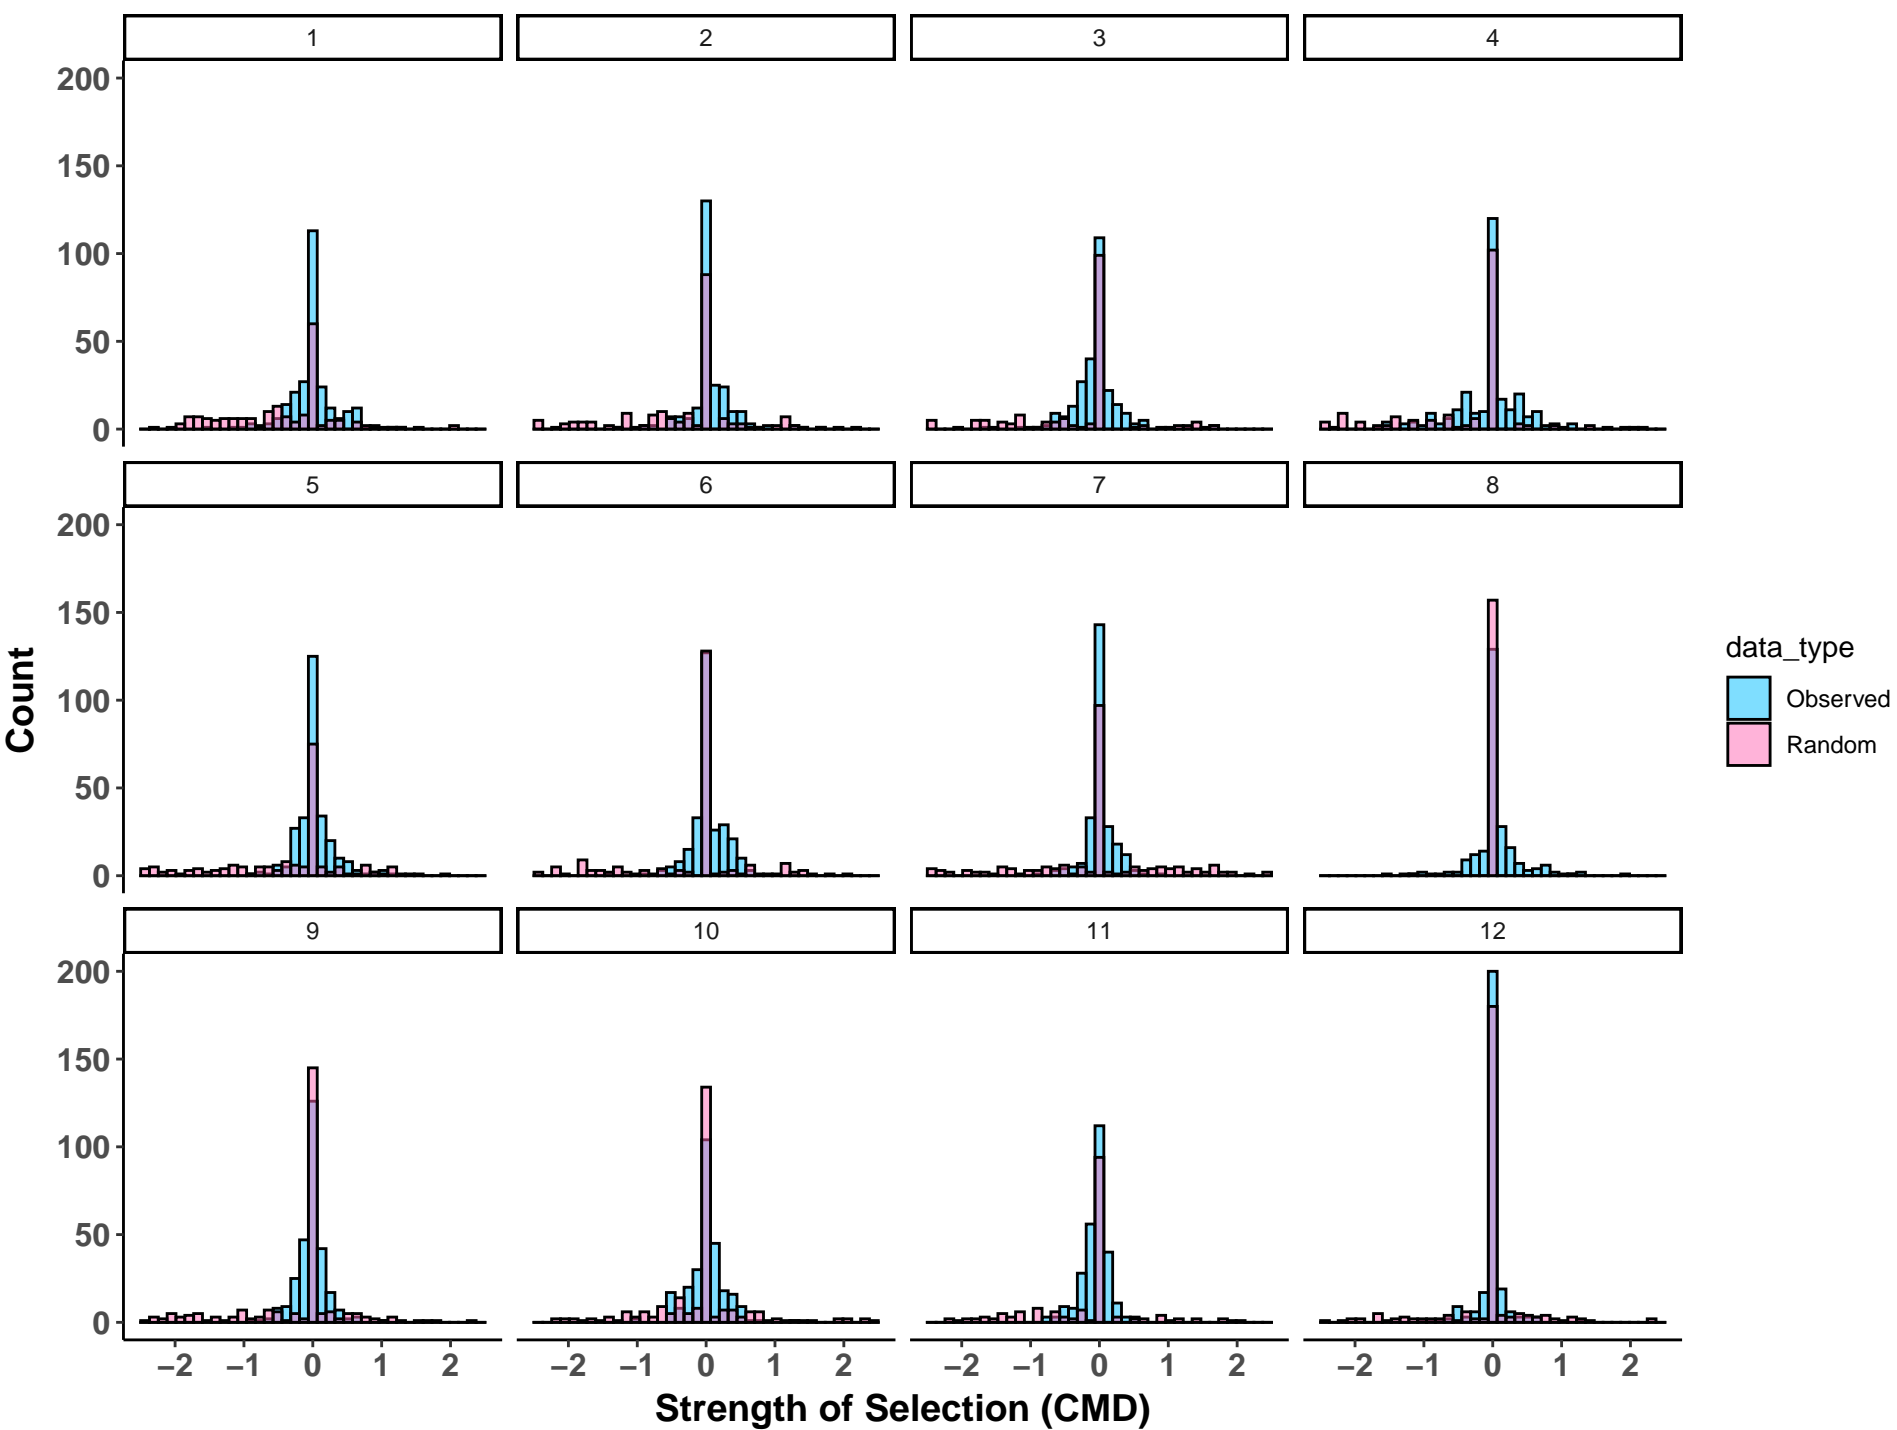 1 2 3 4
200
150
100
50
0
5 6 7 8
200
150
100
50
0
9 10 11 12
200
150
100
50
0
−2 −1 0 1 2 −2 −1 0 1 2 −2 −1 0 1 2 −2 −1 0 1 2
Strength of Selection (CMD)
Count
data_type
Observed
Random